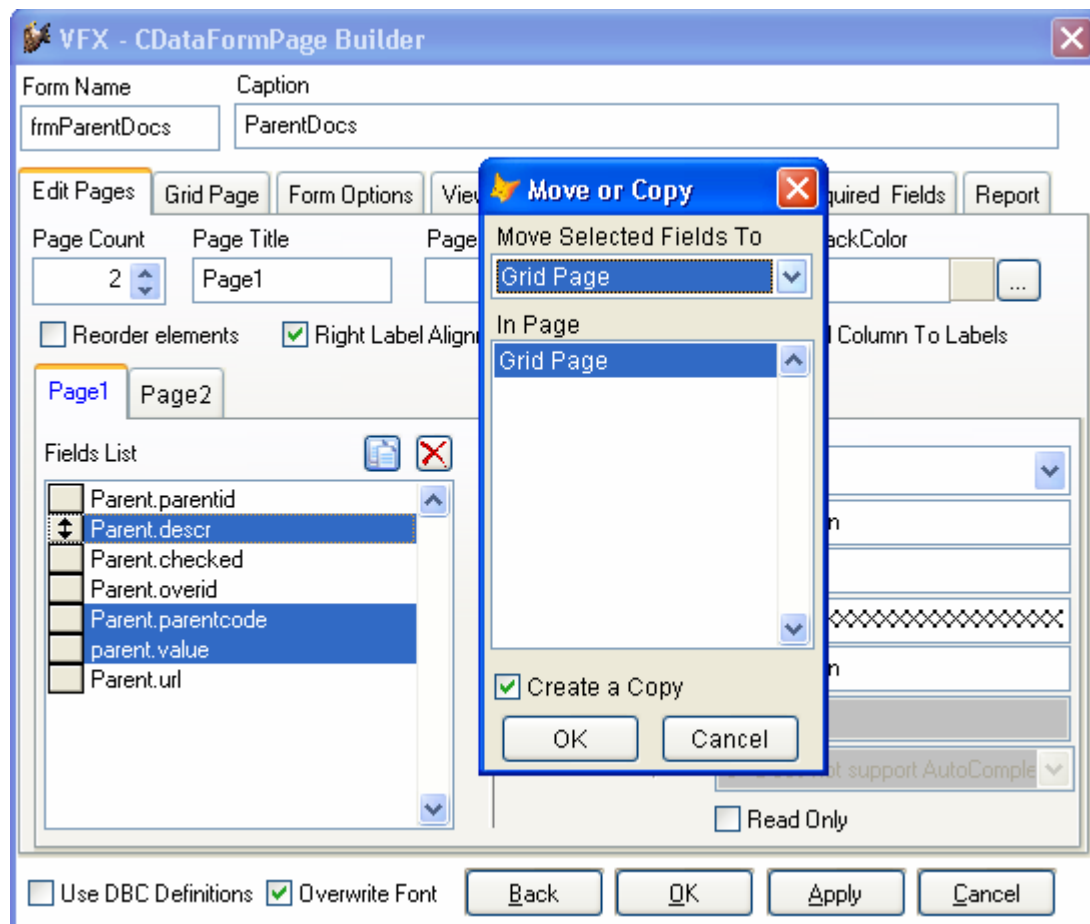 VFX - CDataFormPage Builder
Form Name Caption
frmParentDocs ParentDocs
Edit Pages Grid Page Form Options View Fields Report
Page Count Page Title Page
2 Page1 ...
Reorder elements Right Label Column To Labels
Page1 Page2
Fields List
Parent.parentid
Parent.descr
Parent.checked
Parent.overid
Parent.parentcode
parent.value
Parent.url
Move or Copy
Move Selected Fields To
Grid Page
In Page
Grid Page
Create a Copy
OK Cancel
not support AutoComple
Read Only
Use DBC Definitions Overwrite Font Back OK Apply Cancel